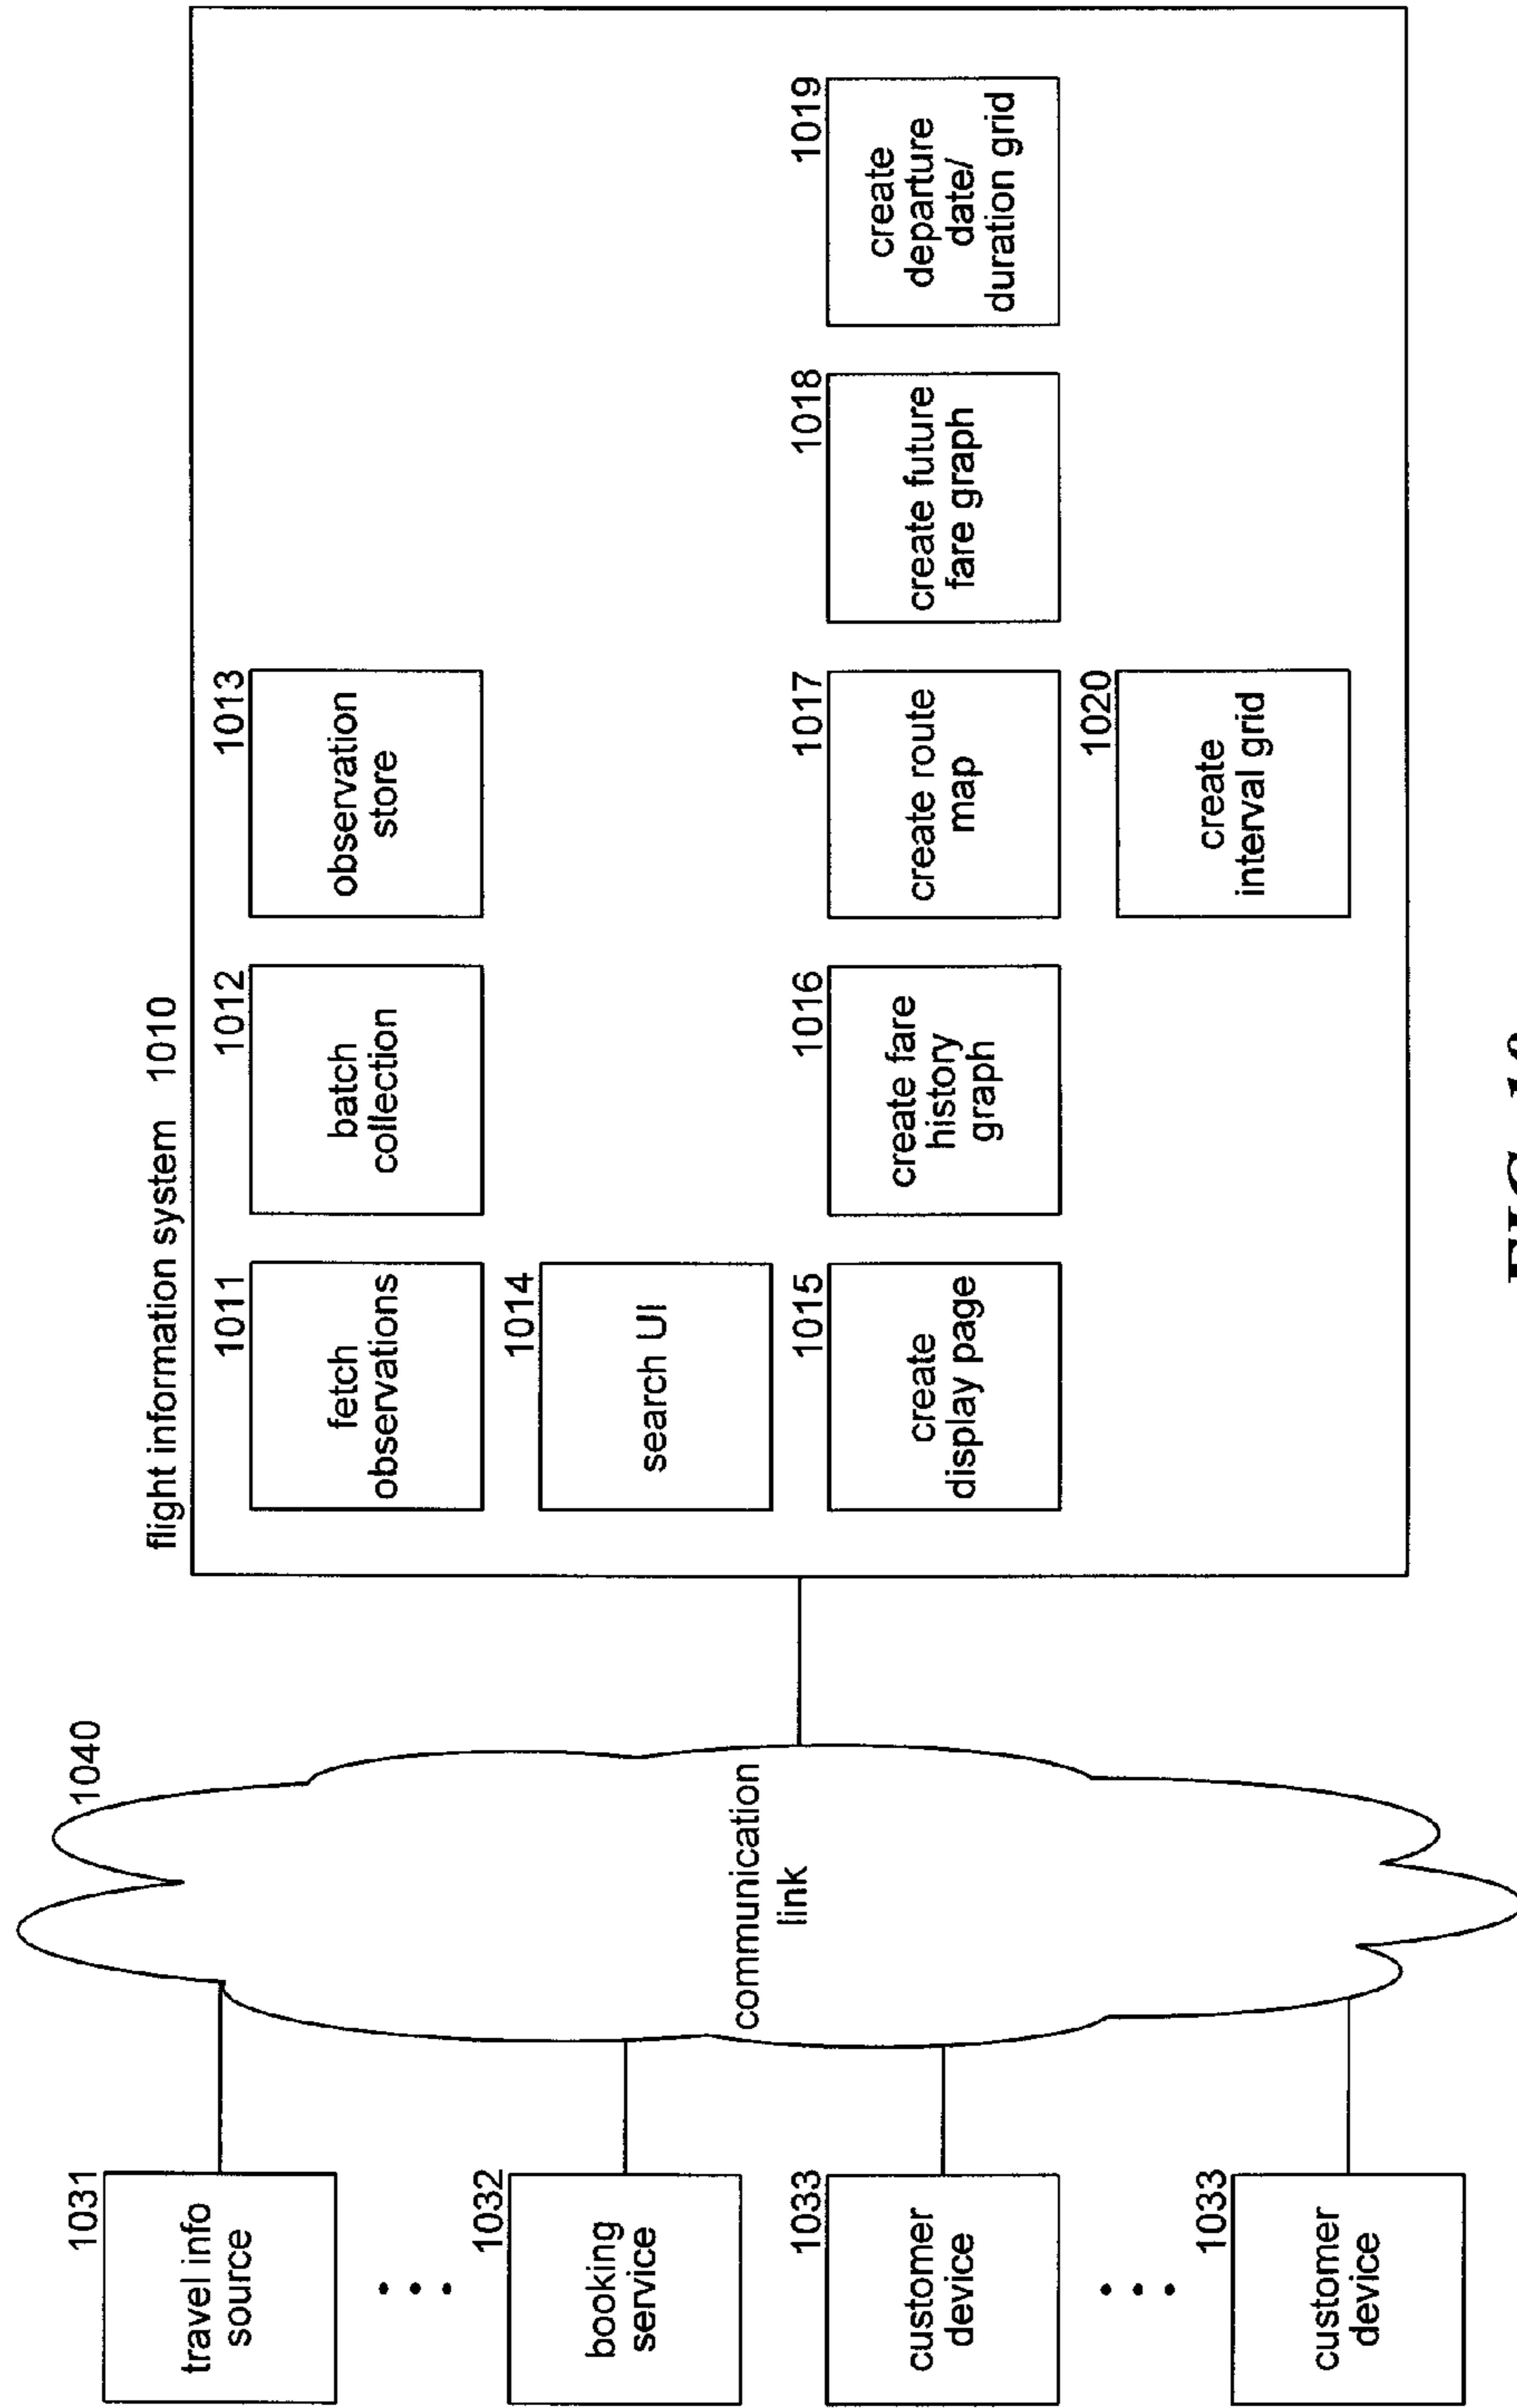 flight information system 1010
1011
fetch
observations
1012
batch
collection
1013
observation
store
1014
search UI
1015
create
display page
1016
create fare
history
graph
1017
create route
map
1018
create future
fare graph
1019
create
departure
date/
duration grid
1020
create
interval grid
1040
communication
link
1031
travel info
source
1032
booking
service
1033
customer
device
1033
customer
device